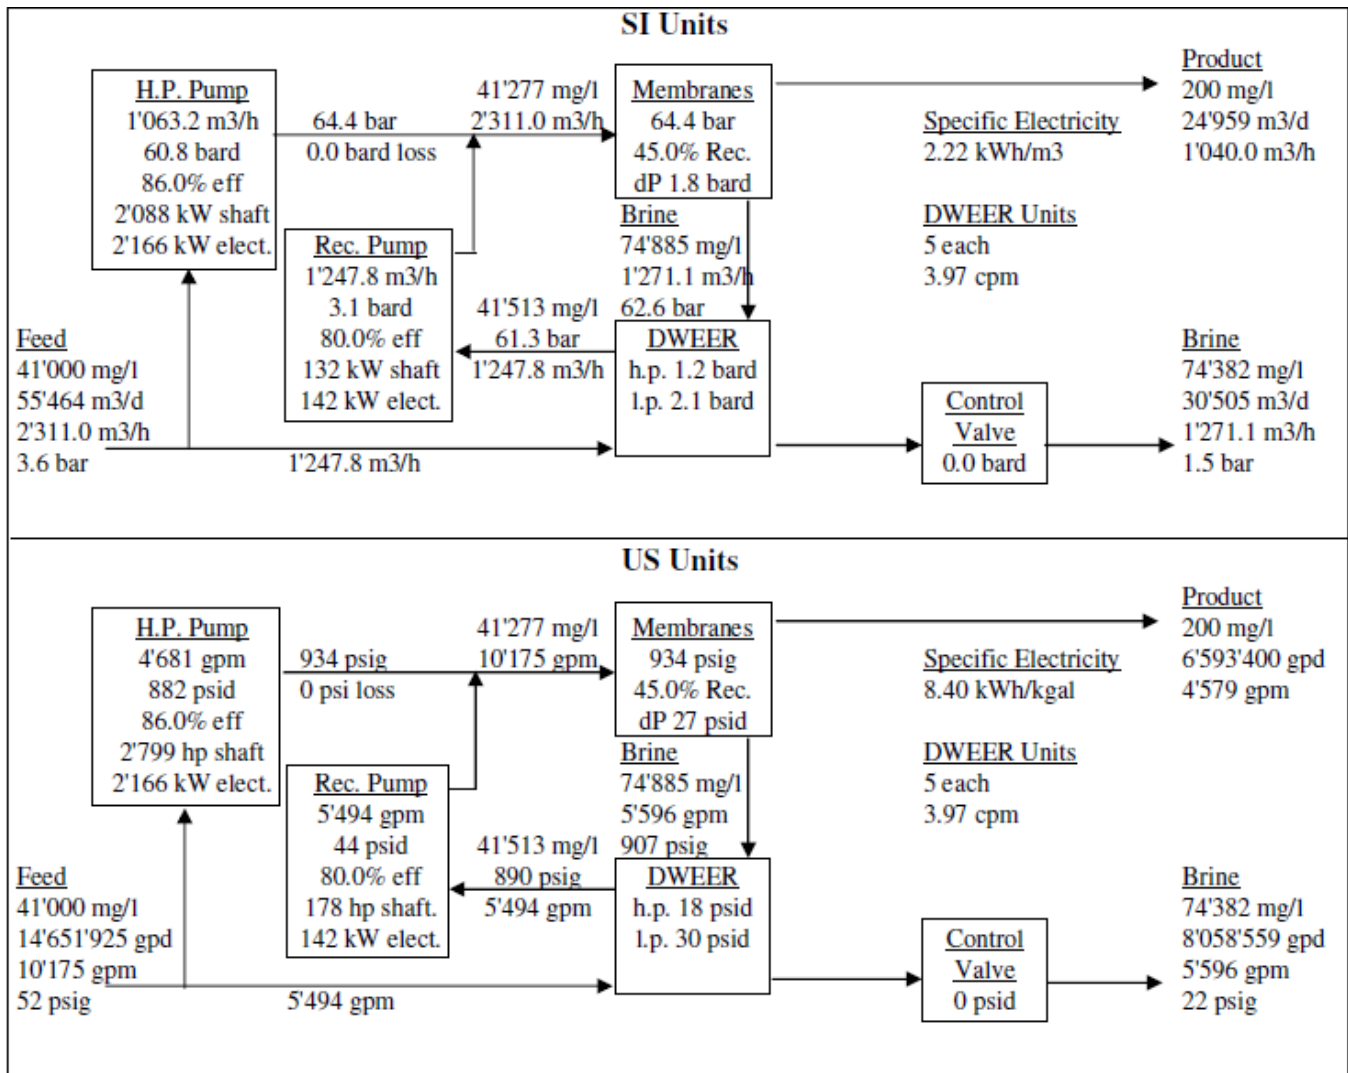 SI Units
H.P. Pump
1'063.2 m3/h
60.8 bard
86.0% eff
2'088 kW shaft
2'166 kW elect.
64.4 bar
0.0 bard loss
41'277 mg/l
2'311.0 m3/h
Membranes
64.4 bar
45.0% Rec.
dP 1.8 bard
Product
200 mg/l
24'959 m3/d
1'040.0 m3/h
Specific Electricity
2.22 kWh/m3
DWEER Units
5 each
3.97 cpm
Rec. Pump
1'247.8 m3/h
3.1 bard
80.0% eff
132 kW shaft
142 kW elect.
Brine
74'885 mg/l
1'271.1 m3/h
62.6 bar
41'513 mg/l
61.3 bar
1'247.8 m3/h
DWEER
h.p. 1.2 bard
l.p. 2.1 bard
Feed
41'000 mg/l
55'464 m3/d
2'311.0 m3/h
3.6 bar
1'247.8 m3/h
Control
Valve
0.0 bard
Brine
74'382 mg/l
30'505 m3/d
1'271.1 m3/h
1.5 bar
US Units
H.P. Pump
4'681 gpm
882 psid
86.0% eff
2'799 hp shaft
2'166 kW elect.
934 psig
0 psi loss
41'277 mg/l
10'175 gpm
Membranes
934 psig
45.0% Rec.
dP 27 psid
Product
200 mg/l
6'593'400 gpd
4'579 gpm
Specific Electricity
8.40 kWh/kgal
DWEER Units
5 each
3.97 cpm
Rec. Pump
5'494 gpm
44 psid
80.0% eff
178 hp shaft.
142 kW elect.
Brine
74'885 mg/l
5'596 gpm
907 psig
41'513 mg/l
890 psig
5'494 gpm
DWEER
h.p. 18 psid
l.p. 30 psid
Feed
41'000 mg/l
14'651'925 gpd
10'175 gpm
52 psig
5'494 gpm
Control
Valve
0 psid
Brine
74'382 mg/l
8'058'559 gpd
5'596 gpm
22 psig